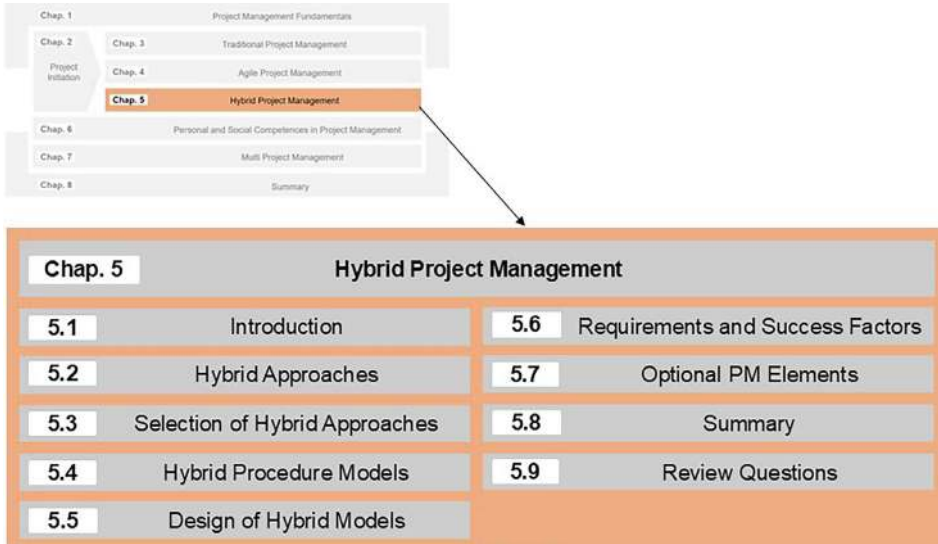 Chap. 1 Project Management Fundamentals
Chap. 2
Project
Initiation
Chap. 3 Traditional Project Management
Chap. 4 Agile Project Management
Chap. 5 Hybrid Project Management
Chap. 6 Personal and Social Competences in Project Management
Chap. 7 Multi Project Management
Chap. 8 Summary
Chap. 5 Hybrid Project Management
5.1 Introduction
5.2 Hybrid Approaches
5.3 Selection of Hybrid Approaches
5.4 Hybrid Procedure Models
5.5 Design of Hybrid Models
5.6 Requirements and Success Factors
5.7 Optional PM Elements
5.8 Summary
5.9 Review Questions